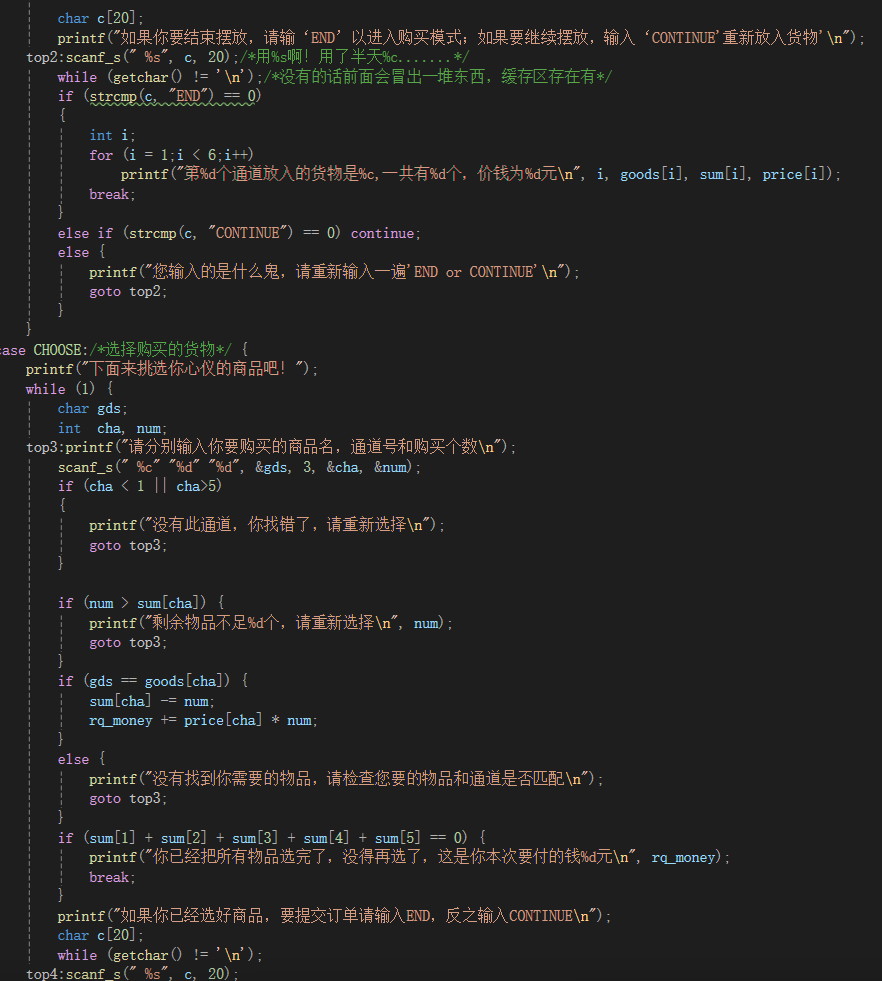 char c[20];
printf("如果你要结束摆放，请输‘END’以进入购买模式；如果要继续摆放，输入‘CONTINUE'重新放入货物'\n");
top2:scanf_s(" %s", c, 20);/*用%s啊！用了半天%c.......*/
while (getchar() != '\n');/*没有的话前面会冒出一堆东西，缓存区存在有*/
if (strcmp(c, "END") == 0)
{
int i;
for (i = 1;i < 6;i++)
printf("第%d个通道放入的货物是%c,一共有%d个，价钱为%d元\n", i, goods[i], sum[i], price[i]);
break;
}
else if (strcmp(c, "CONTINUE") == 0) continue;
else {
printf("您输入的是什么鬼，请重新输入一遍'END or CONTINUE'\n");
goto top2;
}
}
case CHOOSE:/*选择购买的货物*/ {
printf("下面来挑选你心仪的商品吧！");
while (1) {
char gds;
int  cha, num;
top3:printf("请分别输入你要购买的商品名，通道号和购买个数\n");
scanf_s(" %c" "%d" "%d", &gds, 3, &cha, &num);
if (cha < 1 || cha>5)
{
printf("没有此通道，你找错了，请重新选择\n");
goto top3;
}
if (num > sum[cha]) {
printf("剩余物品不足%d个，请重新选择\n", num);
goto top3;
}
if (gds == goods[cha]) {
sum[cha] -= num;
rq_money += price[cha] * num;
}
else {
printf("没有找到你需要的物品，请检查您要的物品和通道是否匹配\n");
goto top3;
}
if (sum[1] + sum[2] + sum[3] + sum[4] + sum[5] == 0) {
printf("你已经把所有物品选完了，没得再选了，这是你本次要付的钱%d元\n", rq_money);
break;
}
printf("如果你已经选好商品，要提交订单请输入END，反之输入CONTINUE\n");
char c[20];
while (getchar() != '\n');
top4:scanf_s(" %s", c, 20);